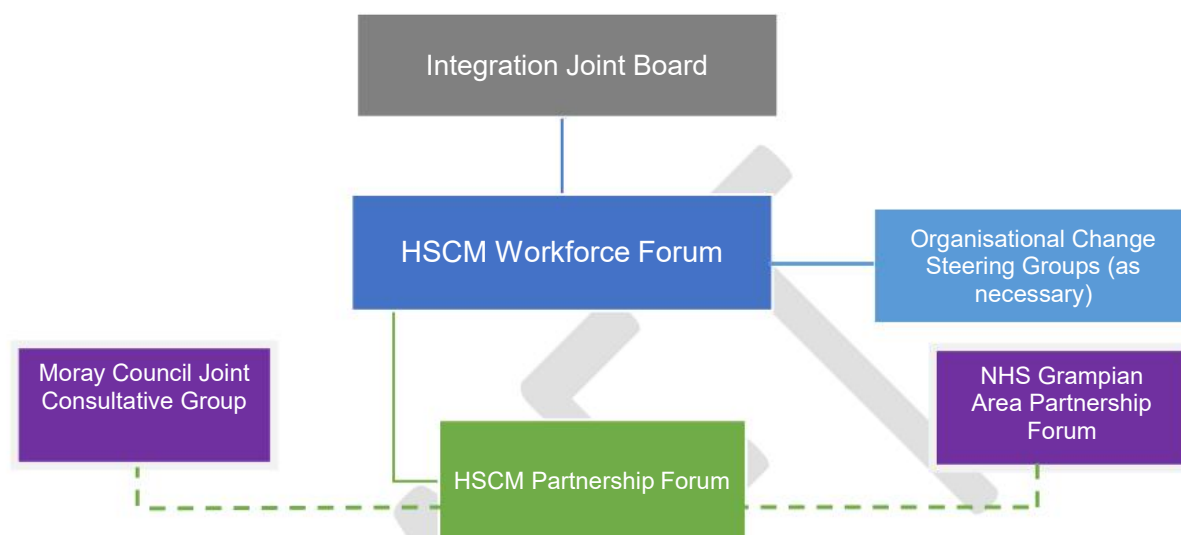 Integration Joint Board
HSCM Workforce Forum
Organisational Change
Steering Groups (as
necessary)
Moray Council Joint
Consultative Group
NHS Grampian
Area Partnership
Forum
HSCM Partnership Forum